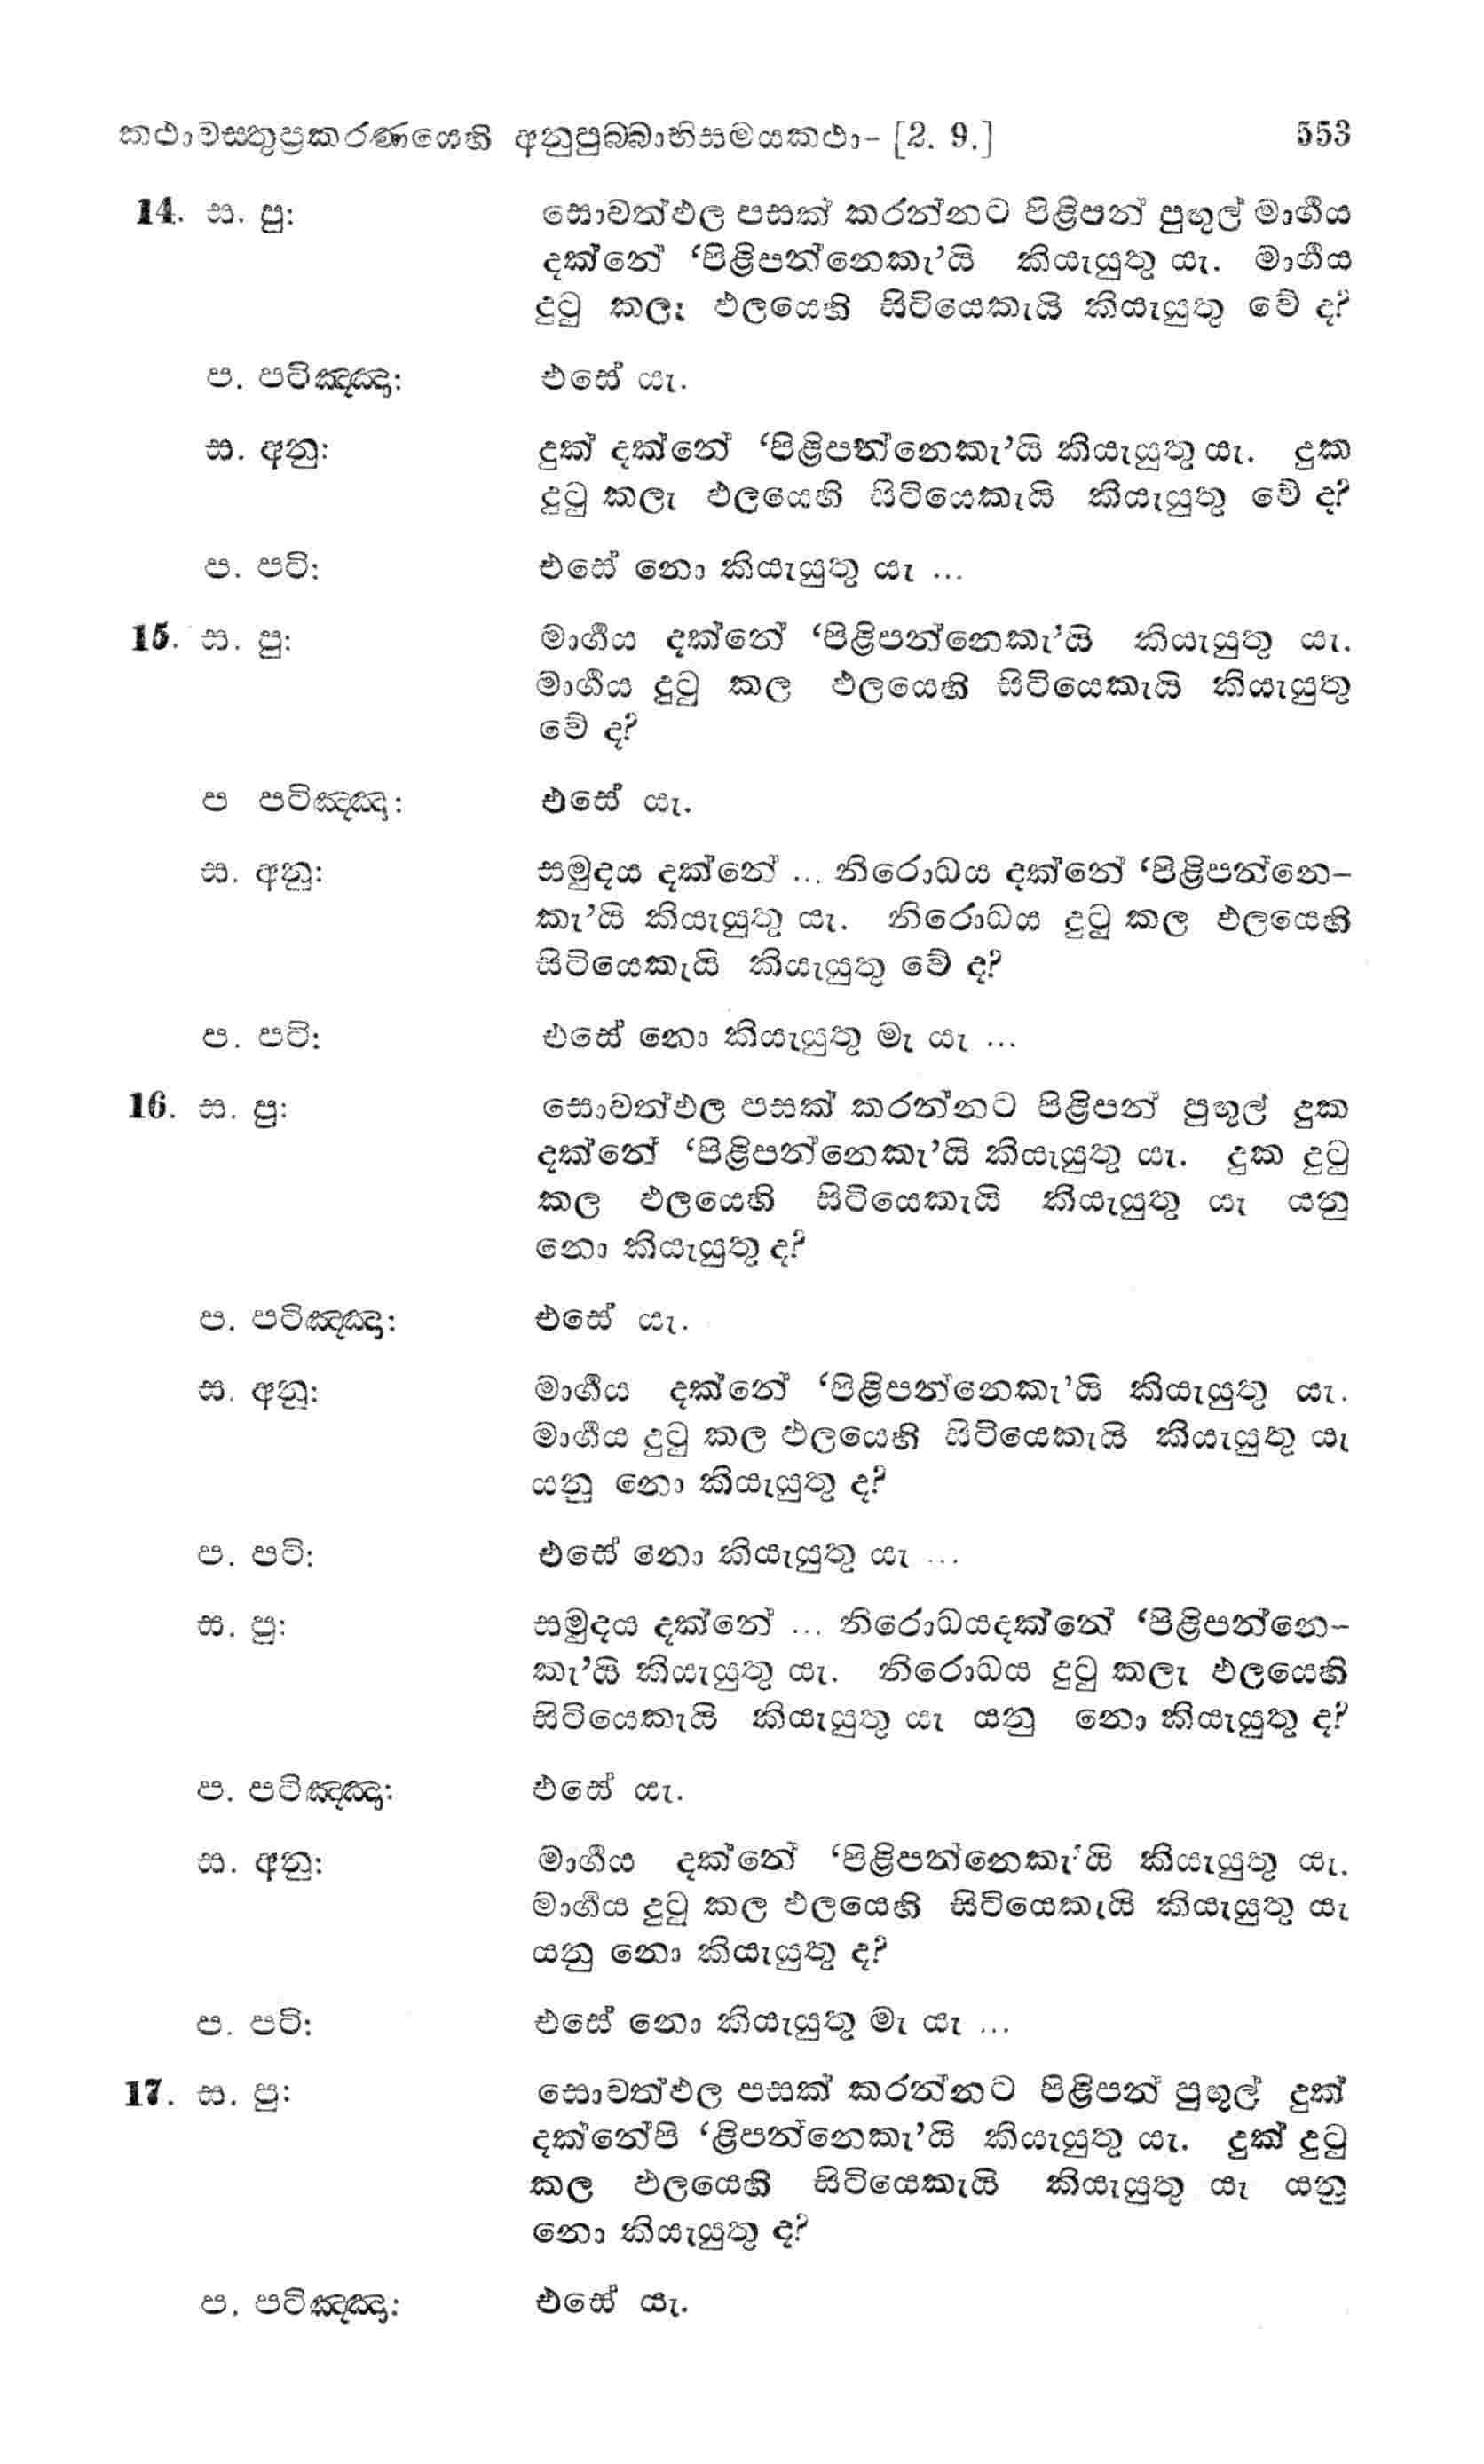 කථාවස්තුප්‍රකරණයෙහි අනුපුබ්බාභිසමයකථා– [2. 9.] 553
14. ස. පු: සොවත්ඵල පසක් කරන්නට පිළිපන් පුඟුල් මාර්‍ගය
දක්නේ ‘පිළිපන්නෙකැ’යි කියැයුතු යැ. මාර්‍ගය
දුටු කලැ ඵලයෙහි සිටියෙකැයි කියැයුතු වේ ද?
ප. පටිඤ්ඤා: එසේ යැ.
ස. අනු: දුක් දක්නේ ‘පිළිපන්නෙකැ’යි කියැයුතු යැ. දුක
දුටු කලැ ඵලයෙහි සිටියෙකැයි කියැයුතු වේ ද?
ප. පටි: එසේ නො කියැයුතු යැ ...
15. ස. පු: මාර්‍ගය දක්නේ ‘පිළිපන්නෙකැ’යි කියැයුතු යැ.
මාර්‍ගය දුටු කල ඵලයෙහි සිටියෙකැයි කියැයුතු
වේ ද?
ප පටිඤ්ඤා: එසේ යැ.
ස. අනු: සමුදය දක්නේ ... නිරොධය දක්නේ ‘පිළිපන්නෙ–
කැ’යි කියැයුතු යැ. නිරොධය දුටු කල ඵලයෙහි
සිටියෙකැයි කියැයුතු වේ ද?
ප. පටි: එසේ නො කියැයුතු මැ යැ ...
16. ස. පු: සොවත්ඵල පසක් කරන්නට පිළිපන් පුඟුල් දුක
දක්නේ ‘පිළිපන්නෙකැ’යි කියැයුතු යැ. දුක දුටු
කල ඵලයෙහි සිටියෙකැයි කියැයුතු යැ යනු
නො කියැයුතු ද?
ප. පටිඤ්ඤා: එසේ යැ.
ස. අනු: මාර්‍ගය දක්නේ ‘පිළිපන්නෙකැ’යි කියැයුතු යැ.
මාර්‍ගය දුටු කල ඵලයෙහි සිටියෙකැයි කියැයුතු යැ
යනු නො කියැයුතු ද?
ප. පටි: එසේ නො කියැයුතු යැ ...
ස. පු: සමුදය දක්නේ ... නිරොධයදක්නේ ‘පිළිපන්නෙ–
කැ’යි කියැයුතු යැ. නිරොධය දුටු කලැ ඵලයෙහි
සිටියෙකැයි කියැයුතු යැ යනු නො කියැයුතු ද?
ප. පටිඤ්ඤා: එසේ යැ.
ස. අනු: මාර්‍ගය දක්නේ ‘පිළිපන්නෙකැ’යි කියැයුතු යැ.
මාර්‍ගය දුටු කල ඵලයෙහි සිටියෙකැයි කියැයුතු යැ
යනු නො කියැයුතු ද?
ප. පටි: එසේ නො කියැයුතු මැ යැ ...
17. ස. පු: සොවත්ඵල පසක් කරන්නට පිළිපන් පුඟුල් දුක්
දක්නේපි ‘ළිපන්නෙකැ’යි කියැයුතු යැ. දුක් දුටු
කල ඵලයෙහි සිටියෙකැයි කියැයුතු යැ යනු
නො කියැයුතු ද?
ප. පටිඤ්ඤා: එසේ යැ.